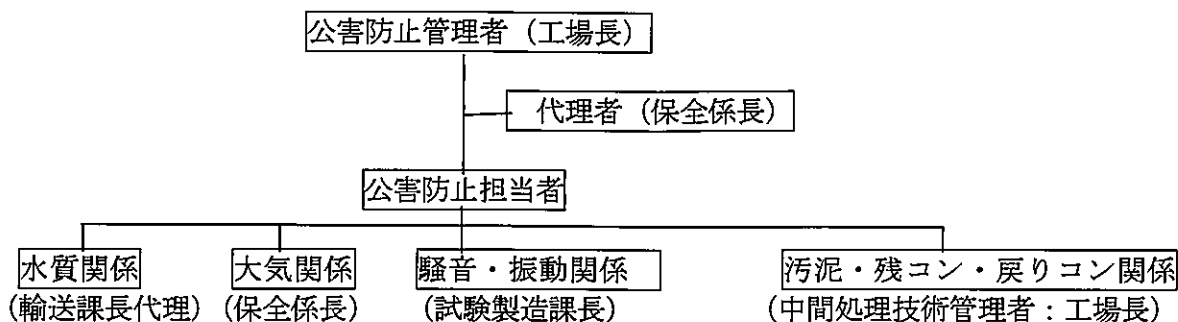 公害防止管理者（工場長）
代理者（保全係長）
公害防止担当者
水質関係 大気関係 騒音・振動関係 汚泥・残コン・戻りコン関係
(輸送課長代理) (保全係長) (試験製造課長) (中間処理技術管理者：工場長)